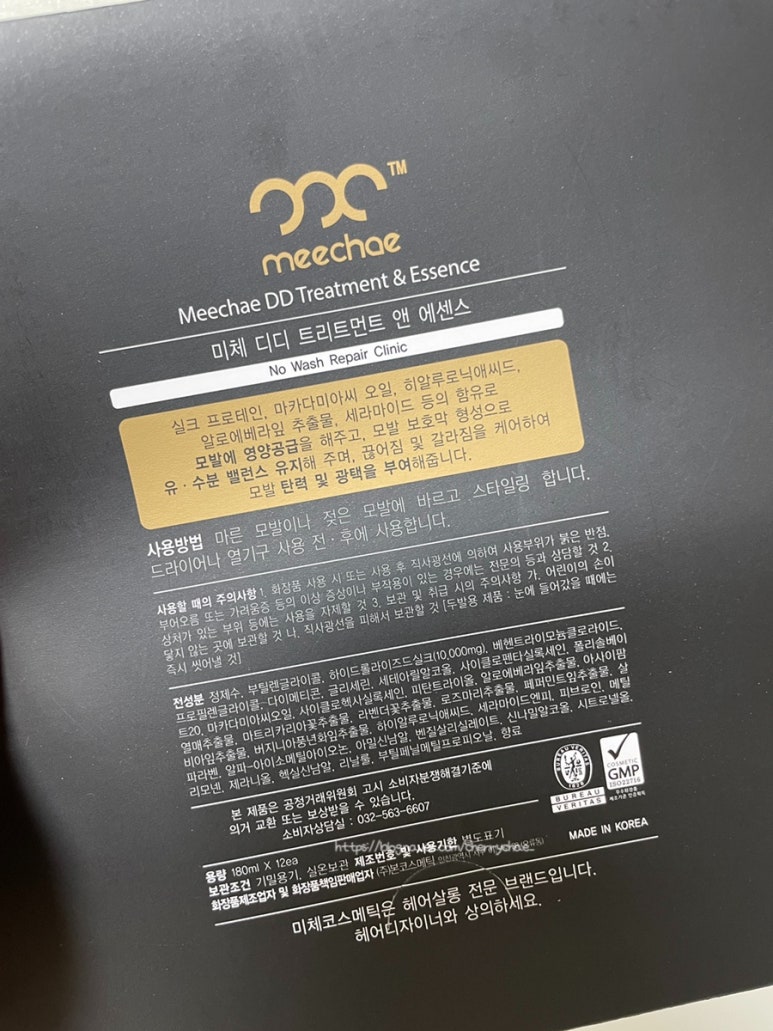 TM
meechae
Meechae DD Treatment & Essence
미체 디디 트리트먼트 앤 에센스
No Wash Repair Clinic
실크 프로테인, 마카다미아씨 오일, 히알루로닉애씨드,
알로에베라잎 추출물, 세라마이드 등의 함유로
모발에 영양공급을 해주고, 모발 보호막 형성으로
유·수분 밸런스 유지해 주며, 끊어짐 및 갈라짐을 케어하여
모발 탄력 및 광택을 부여해줍니다.
사용방법 마른 모발이나 젖은 모발에 바르고 스타일링 합니다.
드라이어나 열기구 사용 전·후에 사용합니다.
사용할 때의 주의사항 1. 화장품 사용 시 또는 사용 후 직사광선에 의하여 사용부위가 붉은 반점,
부어오름 또는 가려움증 등의 이상 증상이나 부작용이 있는 경우에는 전문의 등과 상담할 것 2.
상처가 있는 부위 등에는 사용을 자제할 것 3. 보관 및 취급 시의 주의사항 가. 어린이의 손이
닿지 않는 곳에 보관할 것 나. 직사광선을 피해서 보관할 것 [두발용 제품 : 눈에 들어갔을 때에는
즉시 씻어낼 것]
전성분 정제수, 부틸렌글라이콜, 하이드롤라이즈드실크(10,000mg), 베헨트라이모늄클로라이드,
프로필렌글라이콜, 다이메티콘, 글리세린, 세테아릴알코올, 사이클로펜타실록세인, 폴리솔베이
트20, 마카다미아씨오일, 사이클로헥사실록세인, 피탄트라이올, 알로에베라잎추출물, 아사이팜
열매추출물, 마트리카리아꽃추출물, 라벤더꽃추출물, 로즈마리추출물, 페퍼민트잎추출물, 살
비아잎추출물, 버지니아풍년화잎추출물, 히알루로닉애씨드, 세라마이드엔피, 피브로인, 메틸
파라벤, 알파-아이소메틸아이오논, 아밀신남알, 벤질살리실레이트, 신나밀알코올, 시트로넬올,
리모넨, 제라니올, 헥실신남알, 리날룰, 부틸페닐메틸프로피오날, 향료
본 제품은 공정거래위원회 고시 소비자분쟁해결기준에
의거 교환 또는 보상받을 수 있습니다.
소비자상담실 : 032-563-6607
BUREAU VERITAS
1828
BUREAU
VERITAS
COSMETIC
GMP
ISO22716
용량 180ml X 12ea
보관조건 기밀용기, 실온보관 제조번호 및 사용기한 별도표기
화장품제조업자 및 화장품책임판매업자 (주)본코스메틱
MADE IN KOREA
미체코스메틱은 헤어살롱 전문 브랜드입니다.
헤어디자이너와 상의하세요.